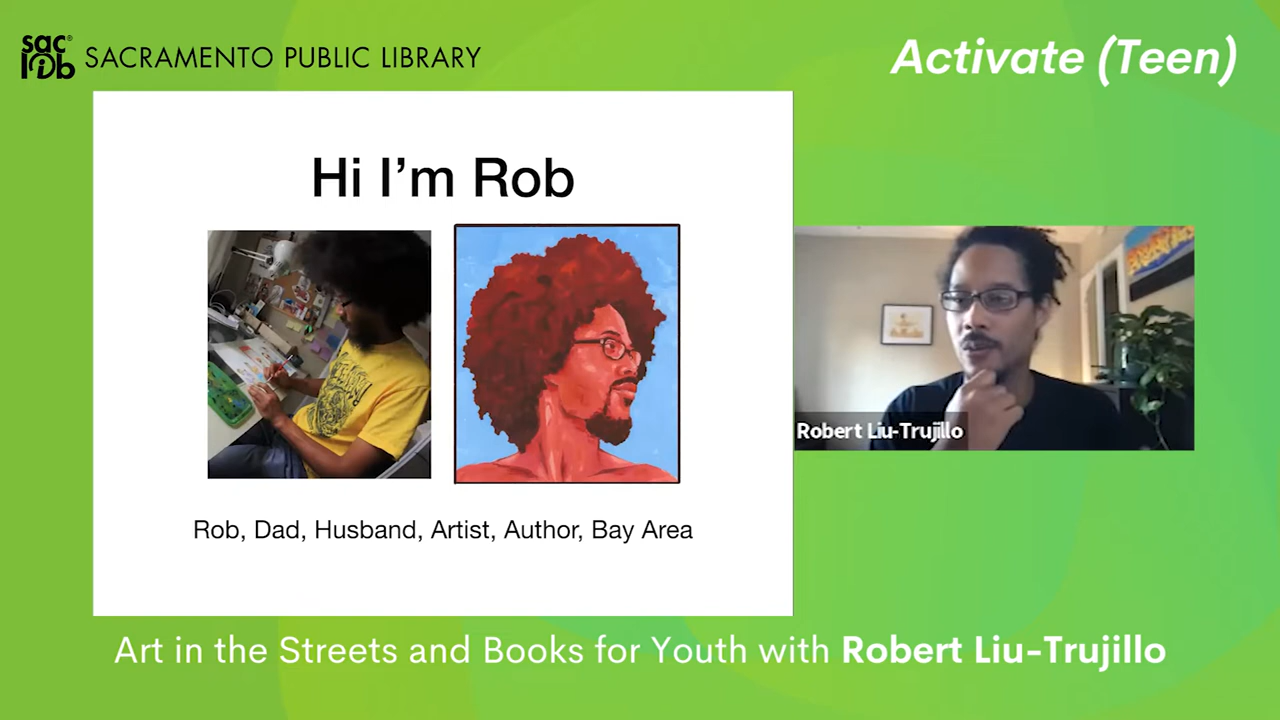 sac
lib
SACRAMENTO PUBLIC LIBRARY
Activate (Teen)
Hi I'm Rob
Rob, Dad, Husband, Artist, Author, Bay Area
Robert Liu-Trujillo
Art in the Streets and Books for Youth with Robert Liu-Trujillo